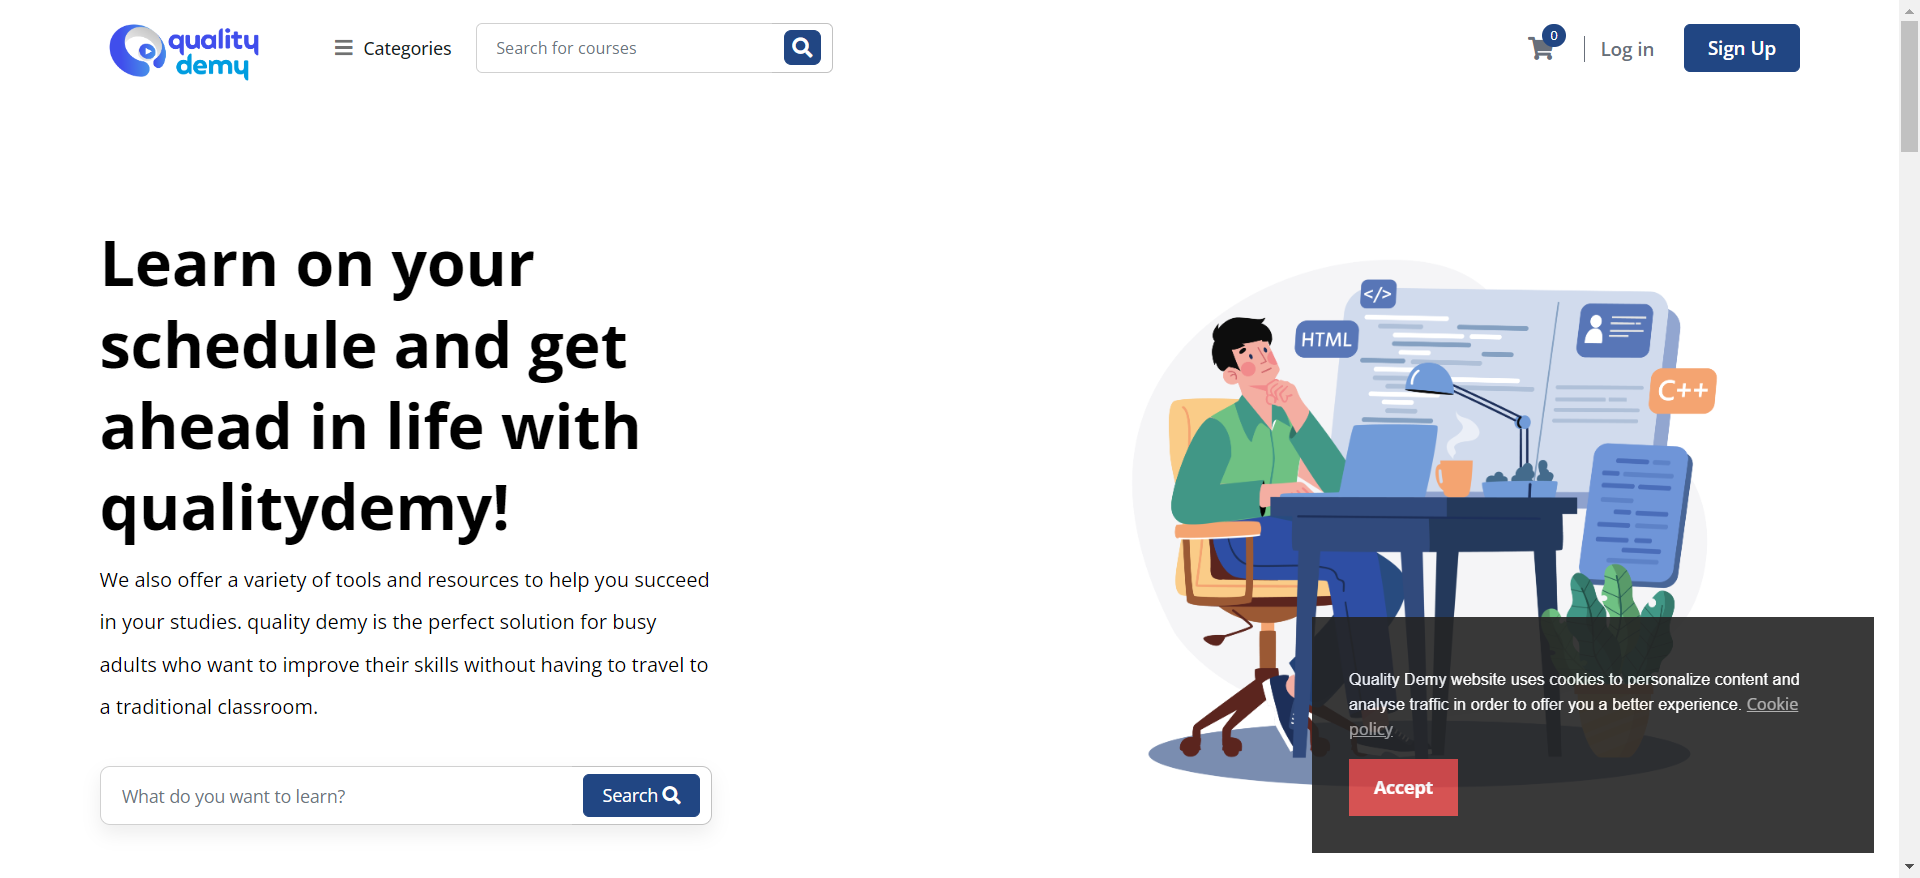 quality
demy
Categories
Search for courses
0
Log in
Sign Up
Learn on your
schedule and get
ahead in life with
qualitydemy!
We also offer a variety of tools and resources to help you succeed
in your studies. quality demy is the perfect solution for busy
adults who want to improve their skills without having to travel to
a traditional classroom.
What do you want to learn?
Search
</>
HTML
C++
Quality Demy website uses cookies to personalize content and
analyse traffic in order to offer you a better experience. Cookie
policy
Accept